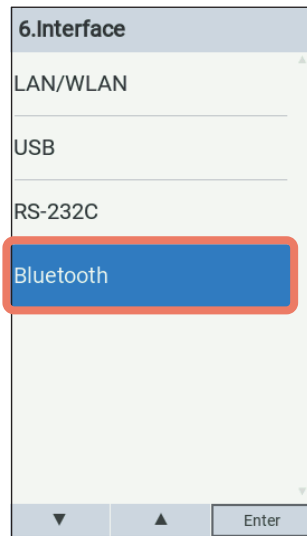 6.Interface
LAN/WLAN
USB
RS-232C
Bluetooth
▼ ▲ Enter